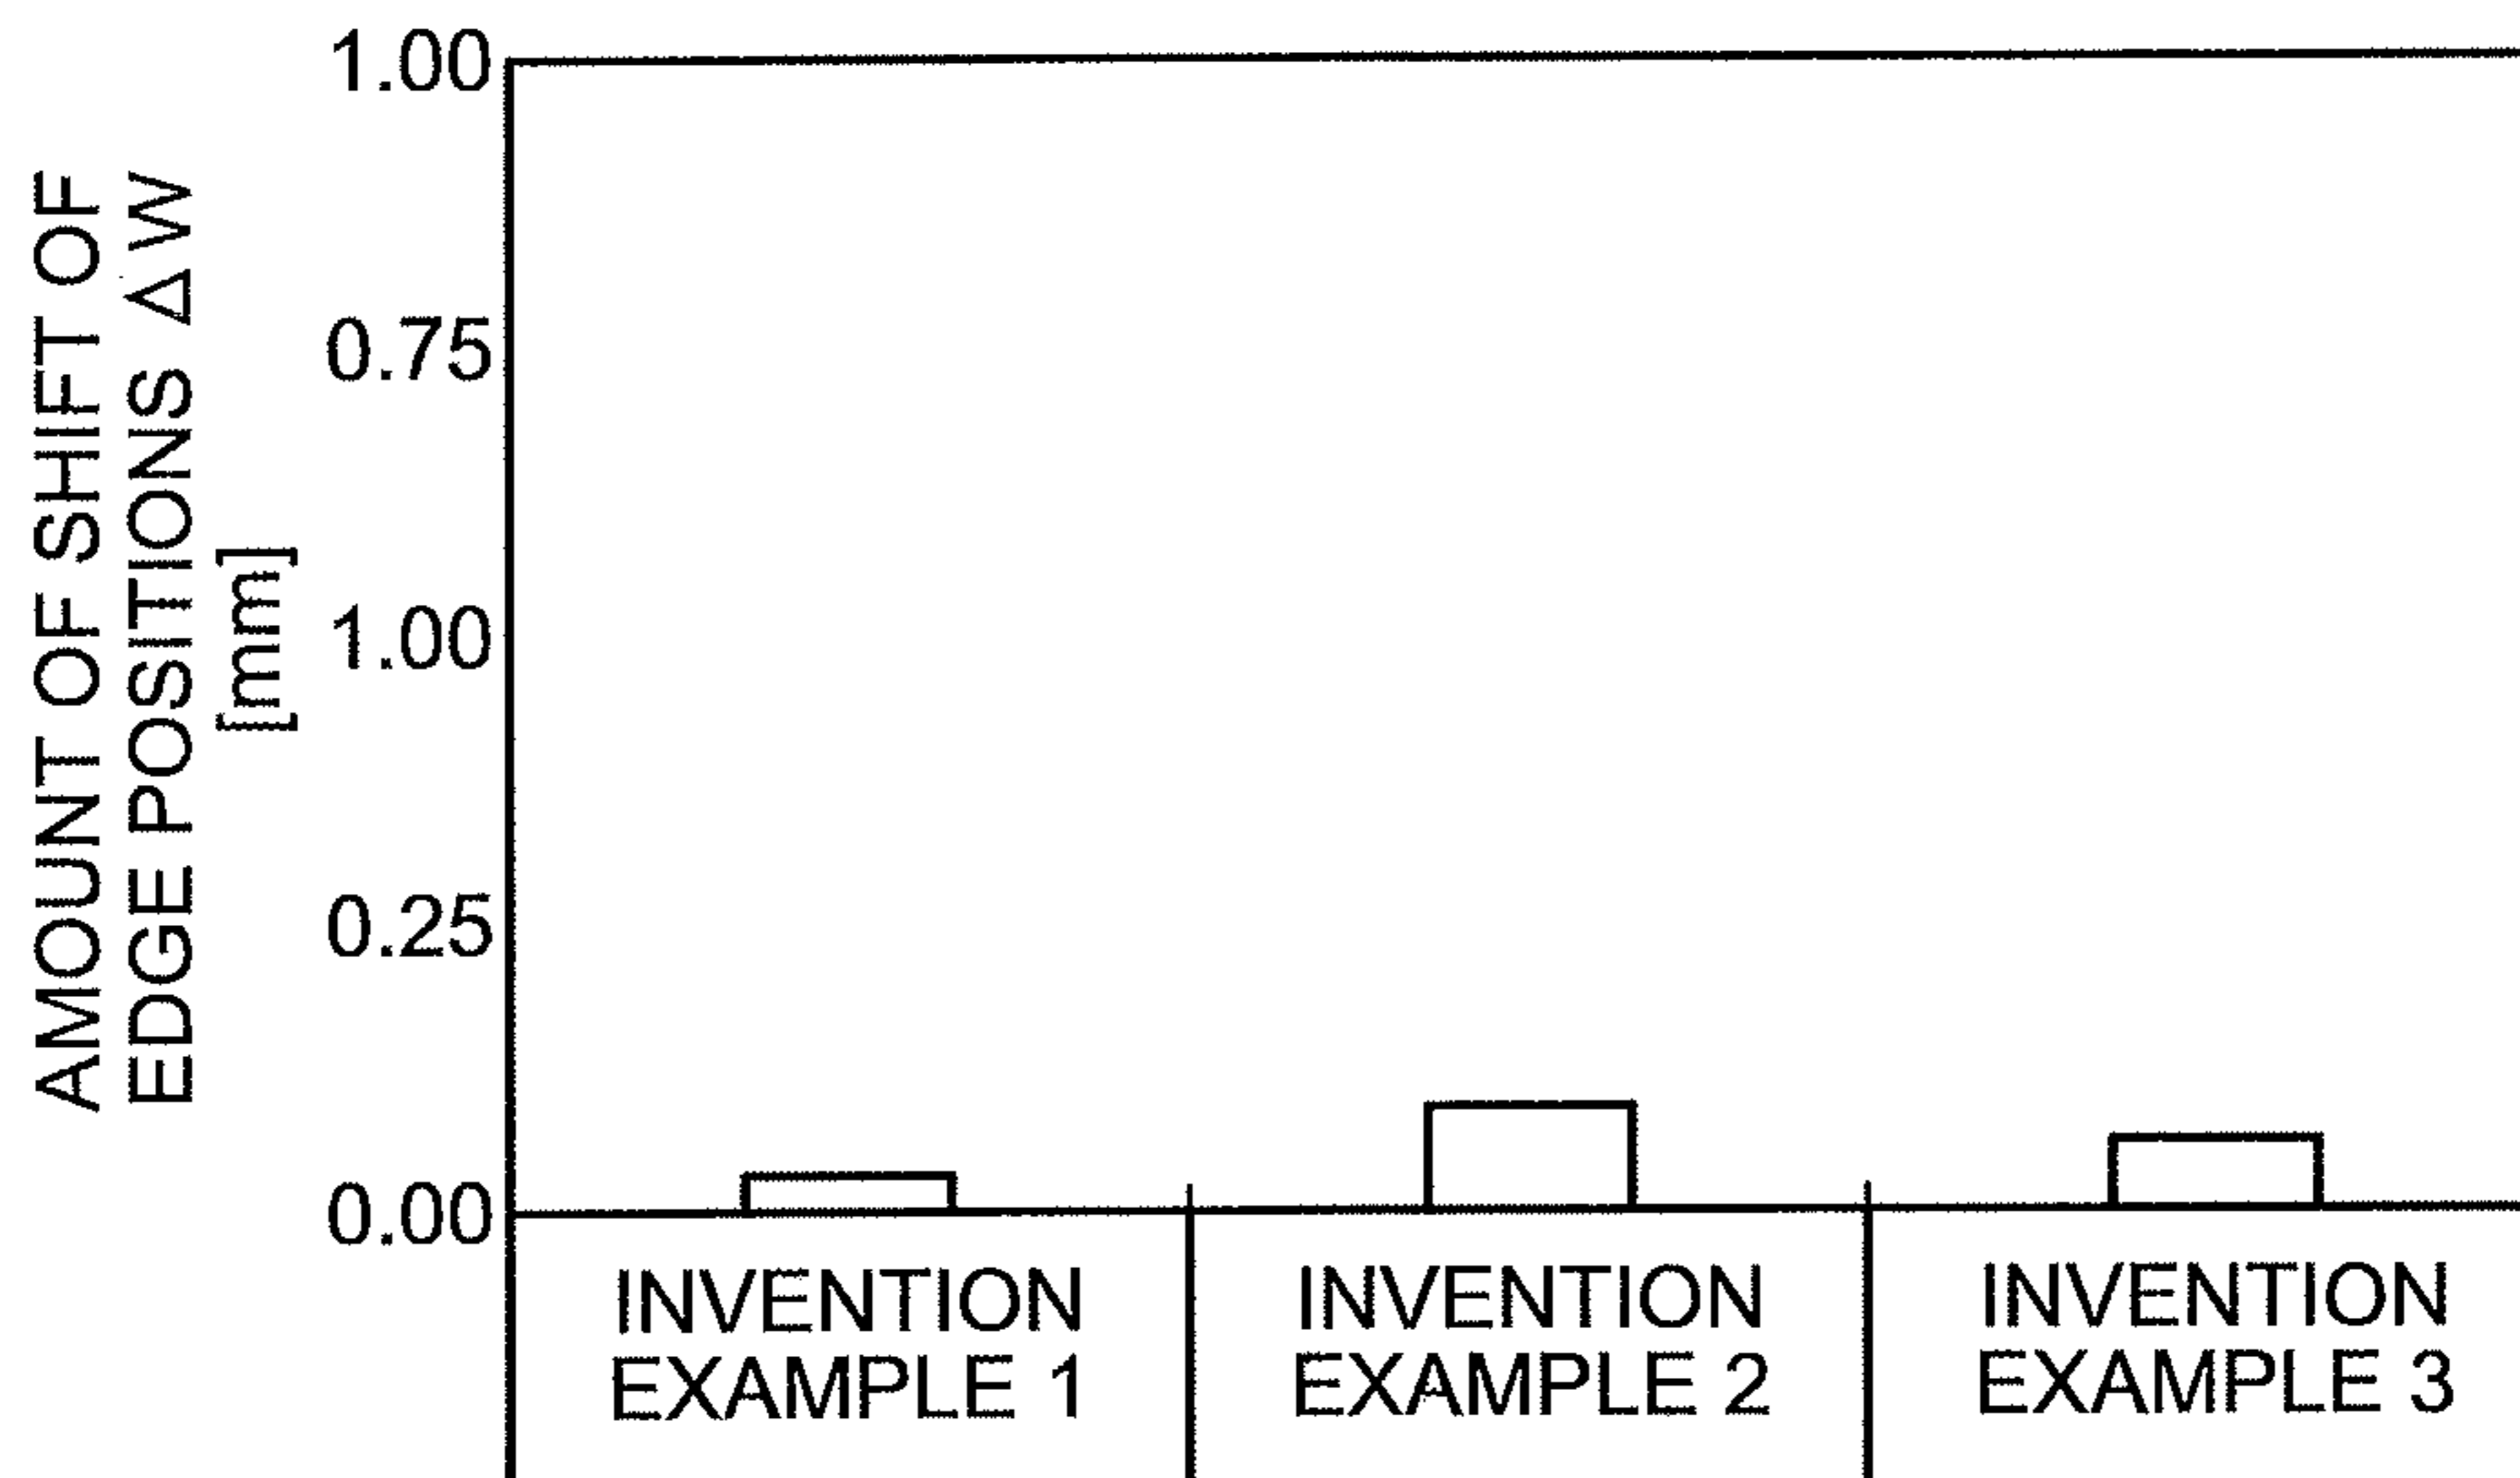 AMOUNT OF SHIFT OF
EDGE POSITIONS ΔW
[mm]
1.00
0.75
1.00
0.25
0.00
INVENTION
EXAMPLE 1
INVENTION
EXAMPLE 2
INVENTION
EXAMPLE 3